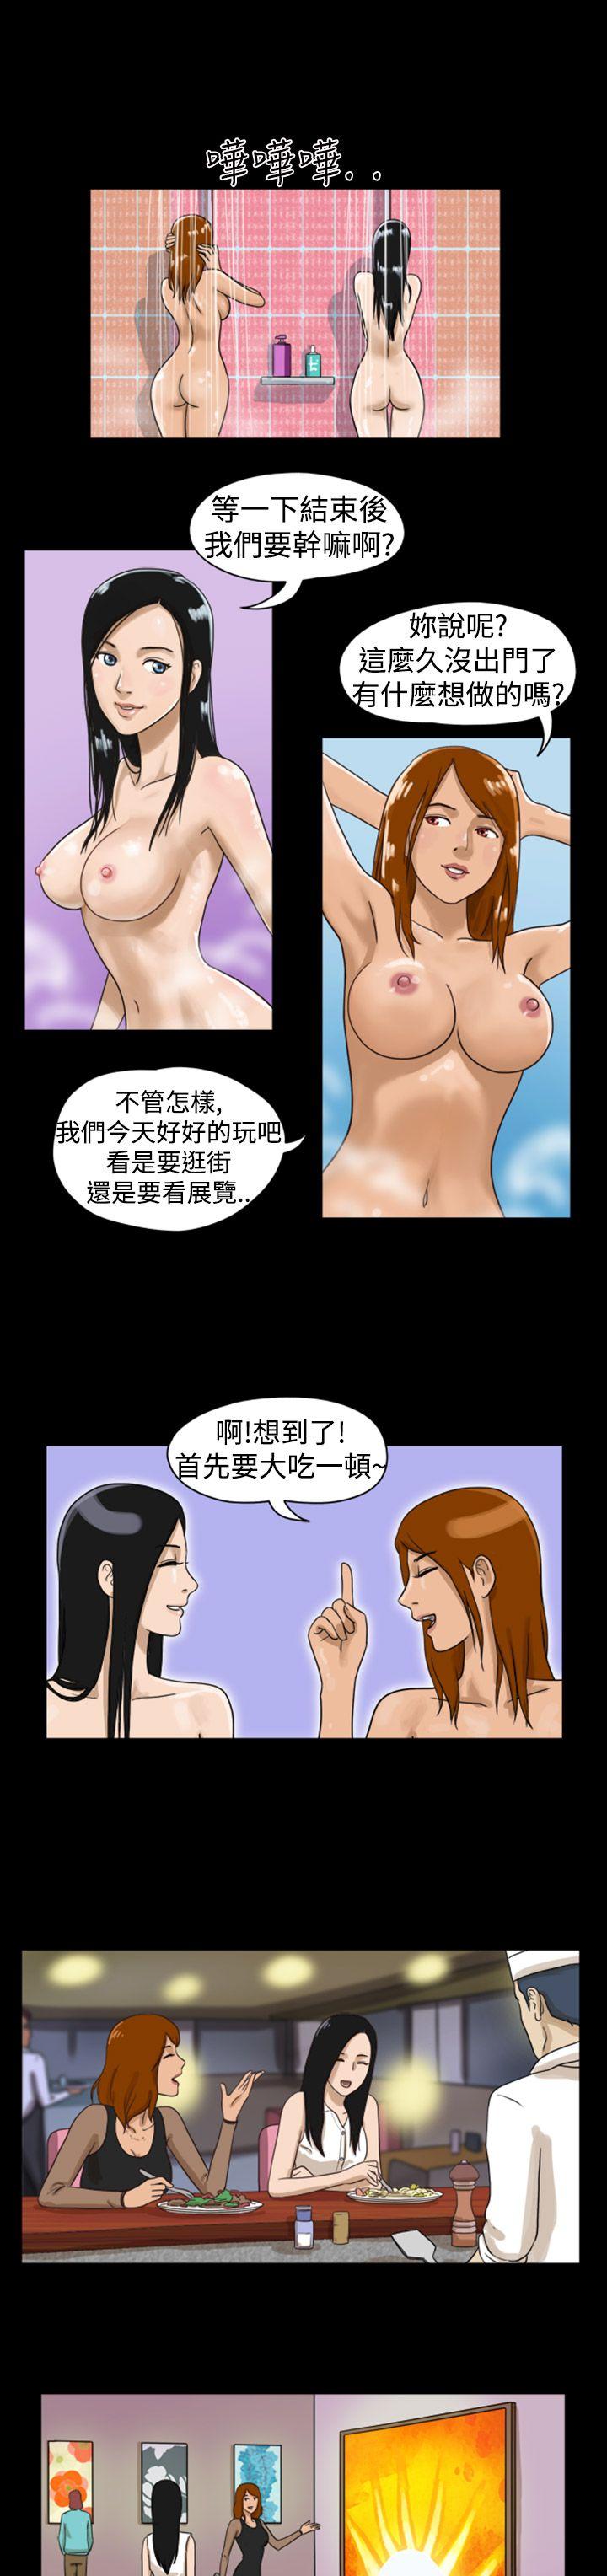 嘩嘩嘩..
等一下結束後
我們要幹嘛啊?
妳說呢?
這麼久沒出門了
有什麼想做的嗎?
不管怎樣,
我們今天好好的玩吧
看是要逛街
還是要看展覽..
啊!想到了!
首先要大吃一頓~